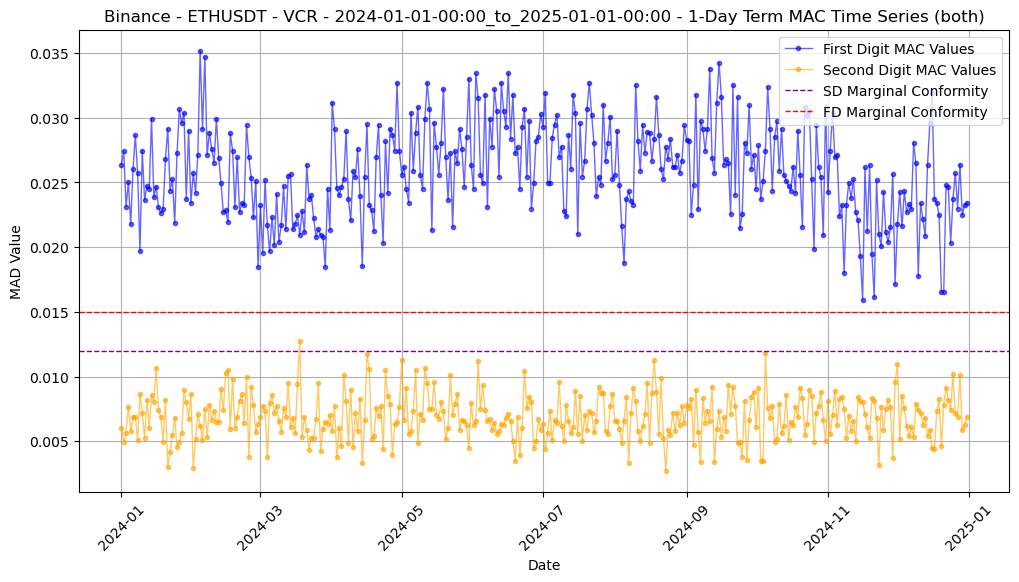 Binance - ETHUSDT - VCR - 2024-01-01-00:00_to_2025-01-01-00:00 - 1-Day Term MAC Time Series (both)
First Digit MAC Values
Second Digit MAC Values
SD Marginal Conformity
FD Marginal Conformity
MAD Value
0.035
0.030
0.025
0.020
0.015
0.010
0.005
2024-01
2024-03
2024-05
2024-07
2024-09
2024-11
2025-01
Date